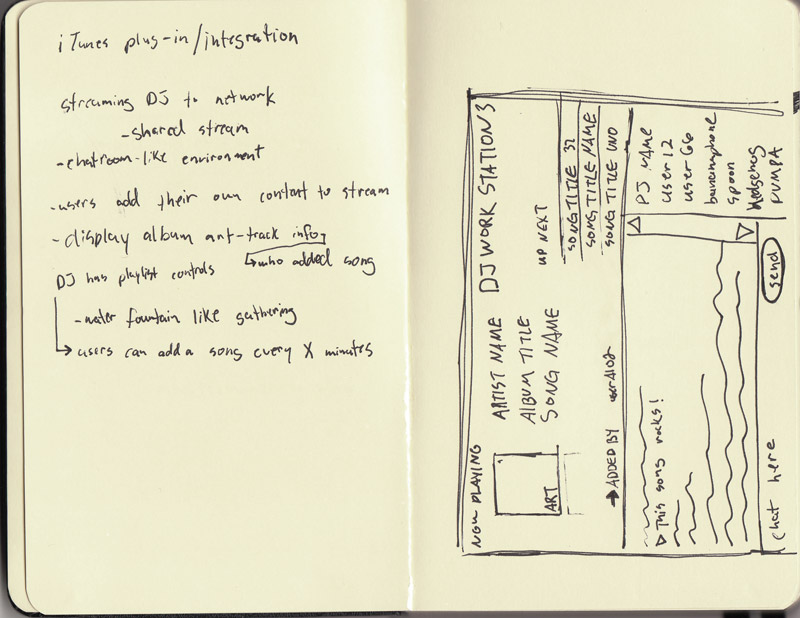 iTunes plug-in/integration
streaming DJ to network
-shared stream
-chatroom-like environment
-users add their own content to stream
-display album art-track info
who added song
DJ has playlist controls
-water fountain like gathering
users can add a song every X minutes
NOW PLAYING
DJ WORK STATION3
ART
ARTIST NAME
ALBUM TITLE
SONG NAME
UP NEXT
SONG TITLE 32
SONG TITLE NAME
SONG TITLE UNO
ADDED BY user4102
This song rocks!
DJ NAME
user12
user66
bananaphone
spoon
Hedgehog
PUMPA
chat here
send